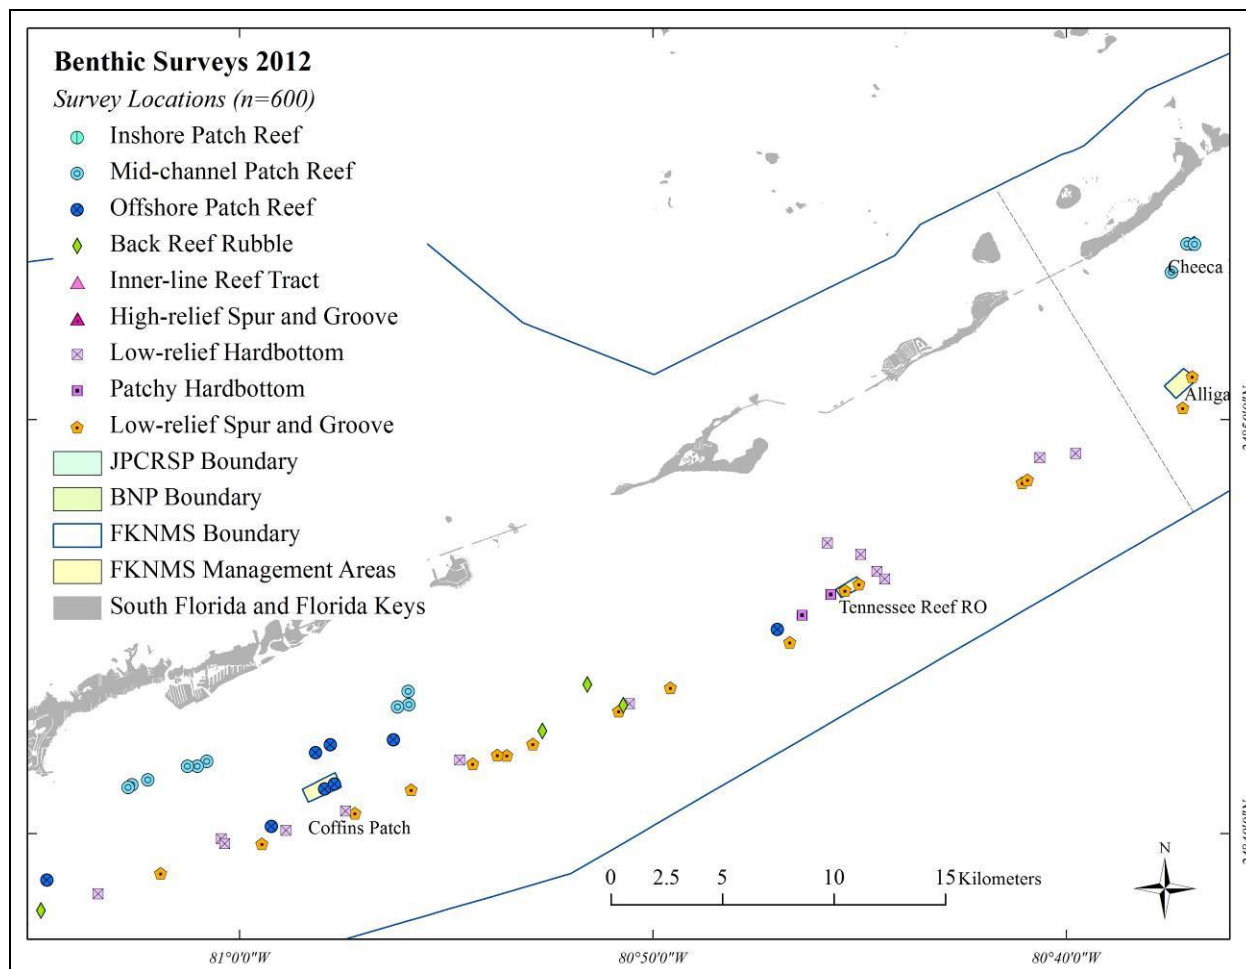 Benthic Surveys 2012
Survey Locations (n=600)
Inshore Patch Reef
Mid-channel Patch Reef
Offshore Patch Reef
Back Reef Rubble
Inner-line Reef Tract
High-relief Spur and Groove
Low-relief Hardbottom
Patchy Hardbottom
Low-relief Spur and Groove
JPCRSP Boundary
BNP Boundary
FKNMS Boundary
FKNMS Management Areas
South Florida and Florida Keys
Cheeca
Alliga
Tennessee Reef RO
Coffins Patch
N
0 2.5 5 10 15 Kilometers
81°0'0"W 80°50'0"W 80°40'0"W